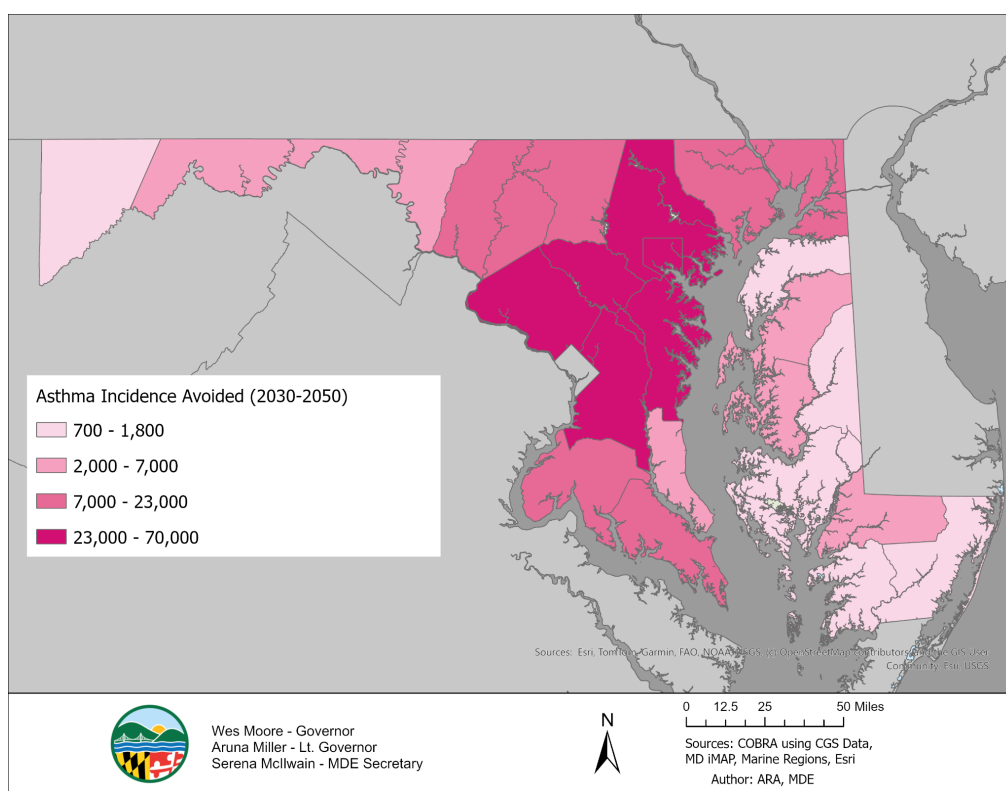 Asthma Incidence Avoided (2030-2050)
700 - 1,800
2,000 - 7,000
7,000 - 23,000
23,000 - 70,000
Sources: Esri, TomTom, Garmin, FAO, NOAA, USGS, (c) OpenStreetMap contributors, and the GIS User
Community, Esri, USGS
Wes Moore - Governor
Aruna Miller - Lt. Governor
Serena McIlwain - MDE Secretary
N
0 12.5 25 50 Miles
Sources: COBRA using CGS Data,
MD iMAP, Marine Regions, Esri
Author: ARA, MDE